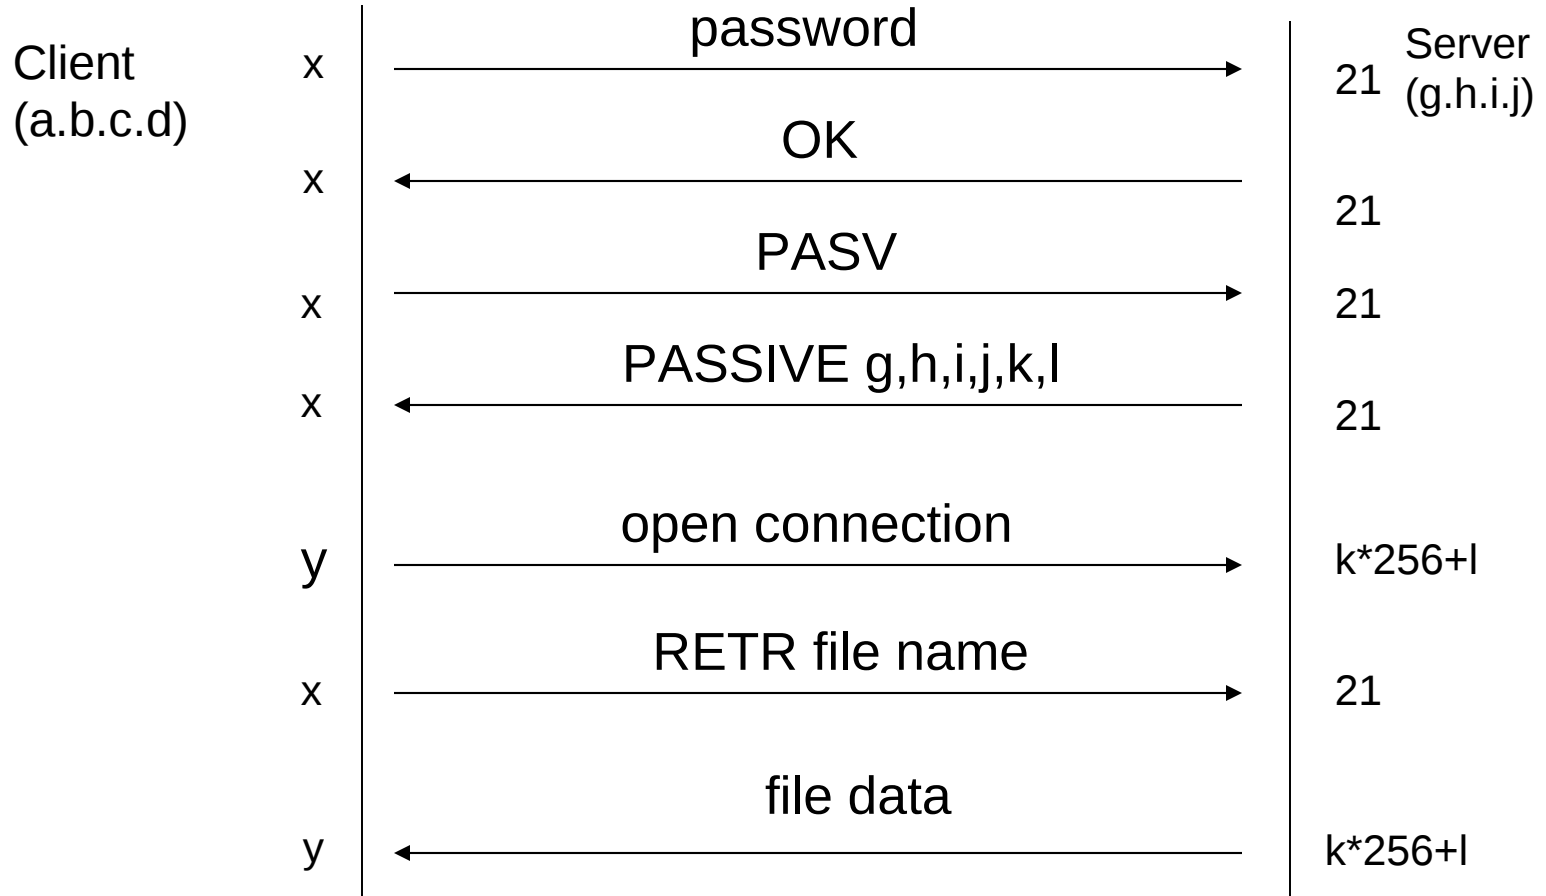 password
Client
(a.b.c.d)
x
21
Server
(g.h.i.j)
OK
x
21
PASV
x
21
PASSIVE g,h,i,j,k,l
x
21
open connection
y
k*256+l
RETR file name
x
21
file data
y
k*256+l